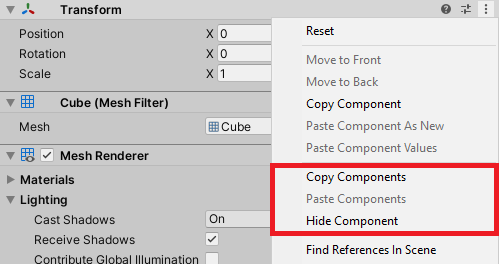 Transform
Position X 0
Rotation X 0
Scale X 1
Cube (Mesh Filter)
Mesh Cube
Mesh Renderer
Materials
Lighting
Cast Shadows On
Receive Shadows
Contribute Global Illumination
Reset
Move to Front
Move to Back
Copy Component
Paste Component As New
Paste Component Values
Copy Components
Paste Components
Hide Component
Find References In Scene